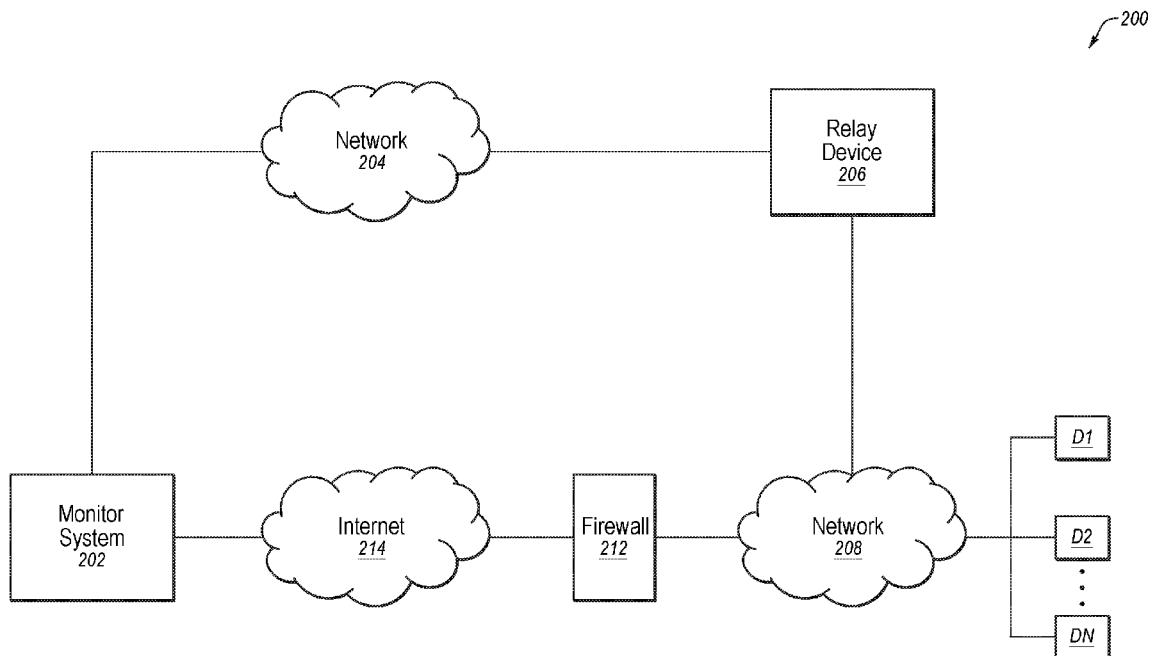 200
Network
204
Relay
Device
206
D1
Monitor
System
202
Internet
214
Firewall
212
Network
208
D2
DN